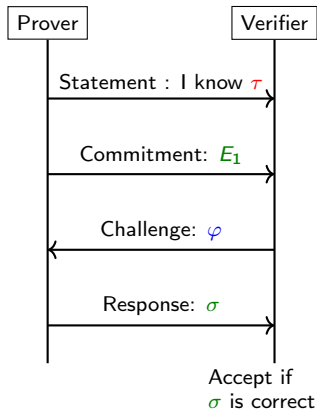 Prover
Verifier
Statement : I know τ
Commitment: E₁
Challenge: φ
Response: σ
Accept if
σ is correct